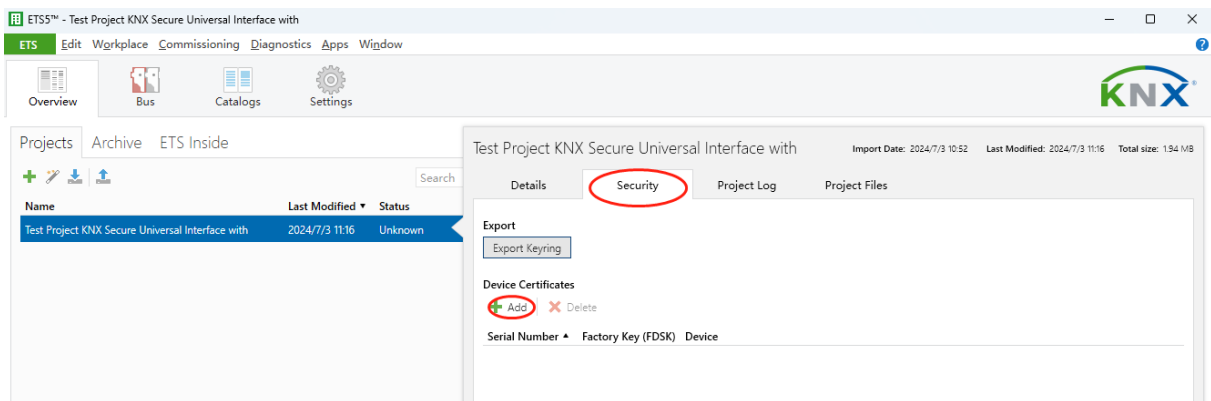 ETS5™ - Test Project KNX Secure Universal Interface with
ETS Edit Workplace Commissioning Diagnostics Apps Window
Overview Bus Catalogs Settings
KNX®
Projects Archive ETS Inside
Search
Name Last Modified Status
Test Project KNX Secure Universal Interface with 2024/7/3 11:16 Unknown
Test Project KNX Secure Universal Interface with Import Date: 2024/7/3 10:52 Last Modified: 2024/7/3 11:16 Total size: 1.94 MB
Details Security Project Log Project Files
Export
Export Keyring
Device Certificates
Add Delete
Serial Number Factory Key (FDSK) Device